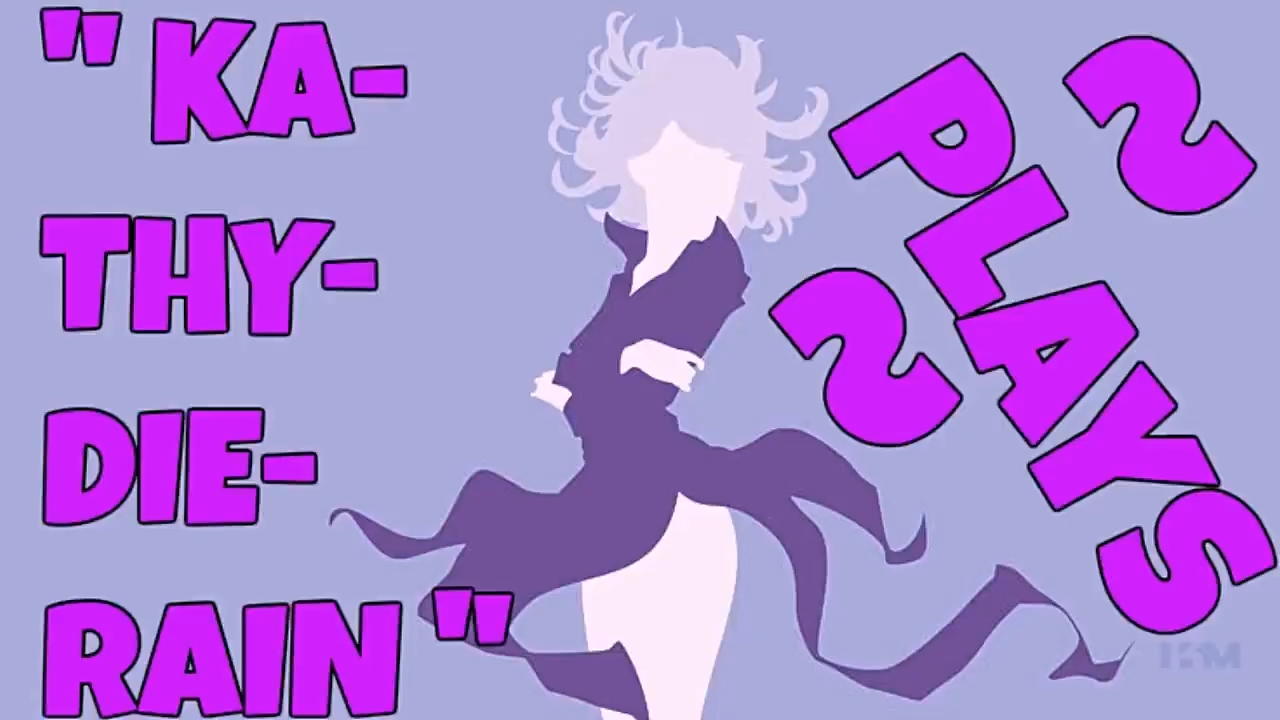 " KA-
THY-
DIE-
RAIN "
~
PLAYS
~